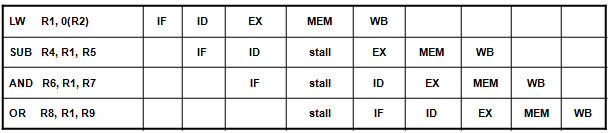 LW R1, 0(R2) IF ID EX MEM WB
SUB R4, R1, R5 IF ID stall EX MEM WB
AND R6, R1, R7 IF stall ID EX MEM WB
OR R8, R1, R9 stall IF ID EX MEM WB